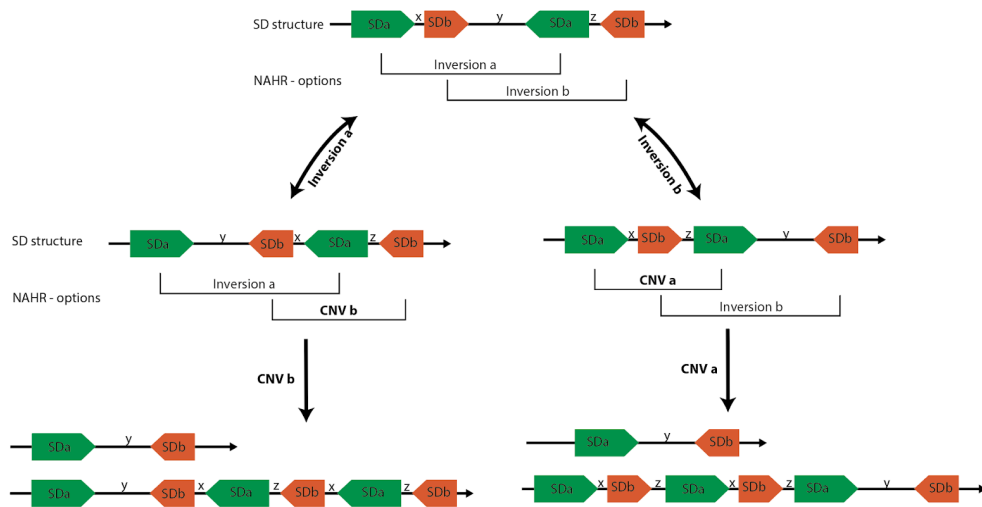 SD structure SDa x SDb y SDa z SDb
Inversion a
NAHR - options
Inversion b
Inversion a
Inversion b
SD structure SDa y SDb x SDa z SDb
SDa x SDb z SDa y SDb
Inversion a
CNV a
NAHR - options
CNV b
Inversion b
CNV b
CNV a
SDa y SDb
SDa y SDb
SDa y SDb x SDa z SDb x SDa z SDb
SDa x SDb z SDa x SDb z SDa y SDb